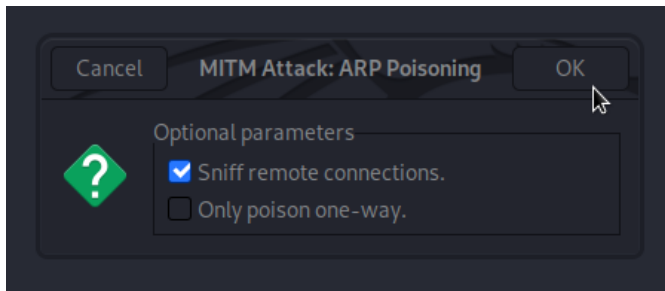 Cancel
MITM Attack: ARP Poisoning
OK
Optional parameters
?
Sniff remote connections.
Only poison one-way.